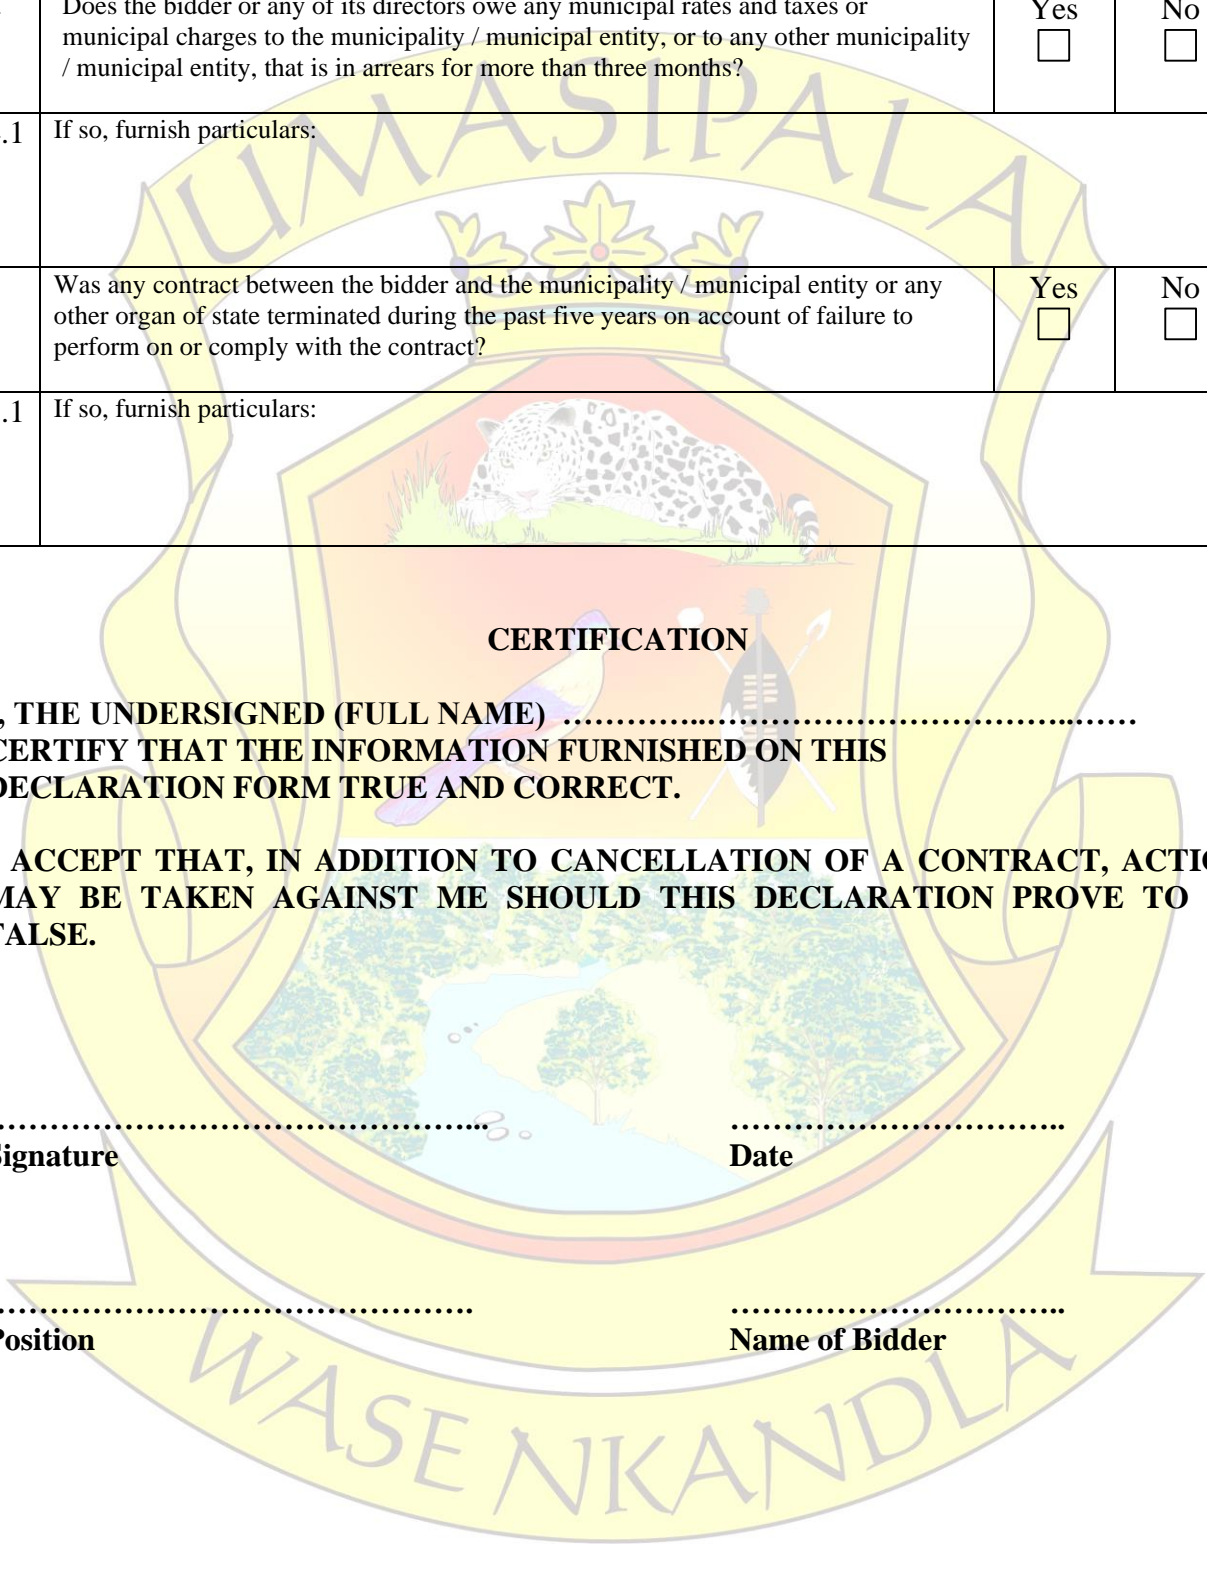 Does the bidder or any of its directors owe any municipal rates and taxes or
municipal charges to the municipality / municipal entity, or to any other municipality
/ municipal entity, that is in arrears for more than three months?
Yes No
.1 If so, furnish particulars:
Was any contract between the bidder and the municipality / municipal entity or any
other organ of state terminated during the past five years on account of failure to
perform on or comply with the contract?
Yes No
.1 If so, furnish particulars:
CERTIFICATION
, THE UNDERSIGNED (FULL NAME) …………...……………………………..……
CERTIFY THAT THE INFORMATION FURNISHED ON THIS
DECLARATION FORM TRUE AND CORRECT.
ACCEPT THAT, IN ADDITION TO CANCELLATION OF A CONTRACT, ACTIO
MAY BE TAKEN AGAINST ME SHOULD THIS DECLARATION PROVE TO
FALSE.
……………………………………... …………………………..
Signature Date
………………………………………. …………………………..
Position Name of Bidder
UMASIPALA
WASE NKANDLA